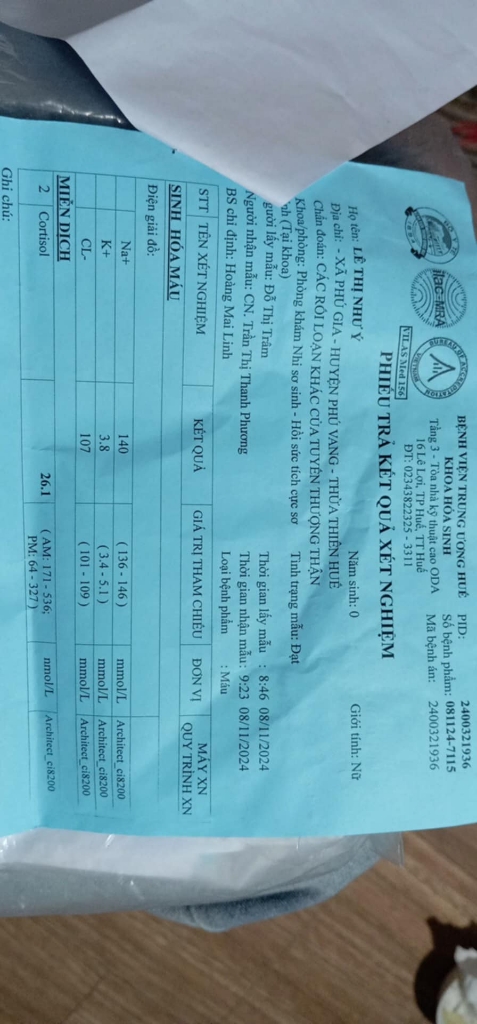 BỆNH VIỆN TRUNG ƯƠNG HUẾ
KHOA HÓA SINH
Tầng 3 - Tòa nhà kỹ thuật cao ODA
16 Lê Lợi, TP Huế, TT Huế
ĐT: 02343822325 - 3311
PID: 2400321936
Số bệnh phẩm: 081124-7115
Mã bệnh án: 2400321936
ilac-MRA
BUREAU OF ACCREDITATION
VILAS Med 156
PHIẾU TRẢ KẾT QUẢ XÉT NGHIỆM
Họ tên: LÊ THỊ NHƯ Ý Năm sinh: 0 Giới tính: Nữ
Địa chỉ: - XÃ PHÚ GIA - HUYỆN PHÚ VANG - THỪA THIÊN HUẾ
Chẩn đoán: CÁC RỐI LOẠN KHÁC CỦA TUYẾN THƯỢNG THẬN
Khoa/phòng: Phòng khám Nhi sơ sinh - Hồi sức tích cực sơ Tình trạng mẫu: Đạt
nh (Tại khoa)
gười lấy mẫu: Đỗ Thị Trâm Thời gian lấy mẫu : 8:46 08/11/2024
Người nhận mẫu: CN. Trần Thị Thanh Phương Thời gian nhận mẫu: 9:23 08/11/2024
BS chỉ định: Hoàng Mai Linh Loại bệnh phẩm : Máu
STT TÊN XÉT NGHIỆM KẾT QUẢ GIÁ TRỊ THAM CHIẾU ĐƠN VỊ MÁY XN QUY TRÌNH XN
SINH HÓA MÁU
Điện giải đồ:
Na+ 140 ( 136 - 146 ) mmol/L Architect_ci8200
K+ 3.8 ( 3.4 - 5.1 ) mmol/L Architect_ci8200
CL- 107 ( 101 - 109 ) mmol/L Architect_ci8200
MIỄN DỊCH
2 Cortisol 26.1 ( AM: 171 - 536; PM: 64 - 327 ) nmol/L Architect_ci8200
Ghi chú: